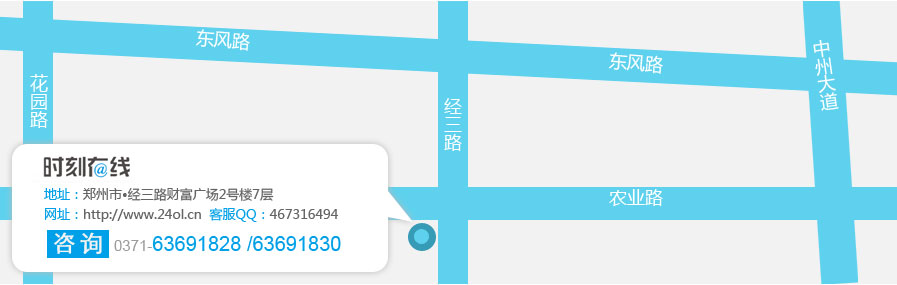 东风路
东风路
中州大道
花园路
经三路
时刻在线
地址：郑州市•经三路财富广场2号楼7层
网址：http://www.24ol.cn 客服QQ：467316494
咨询 0371-63691828 /63691830
农业路